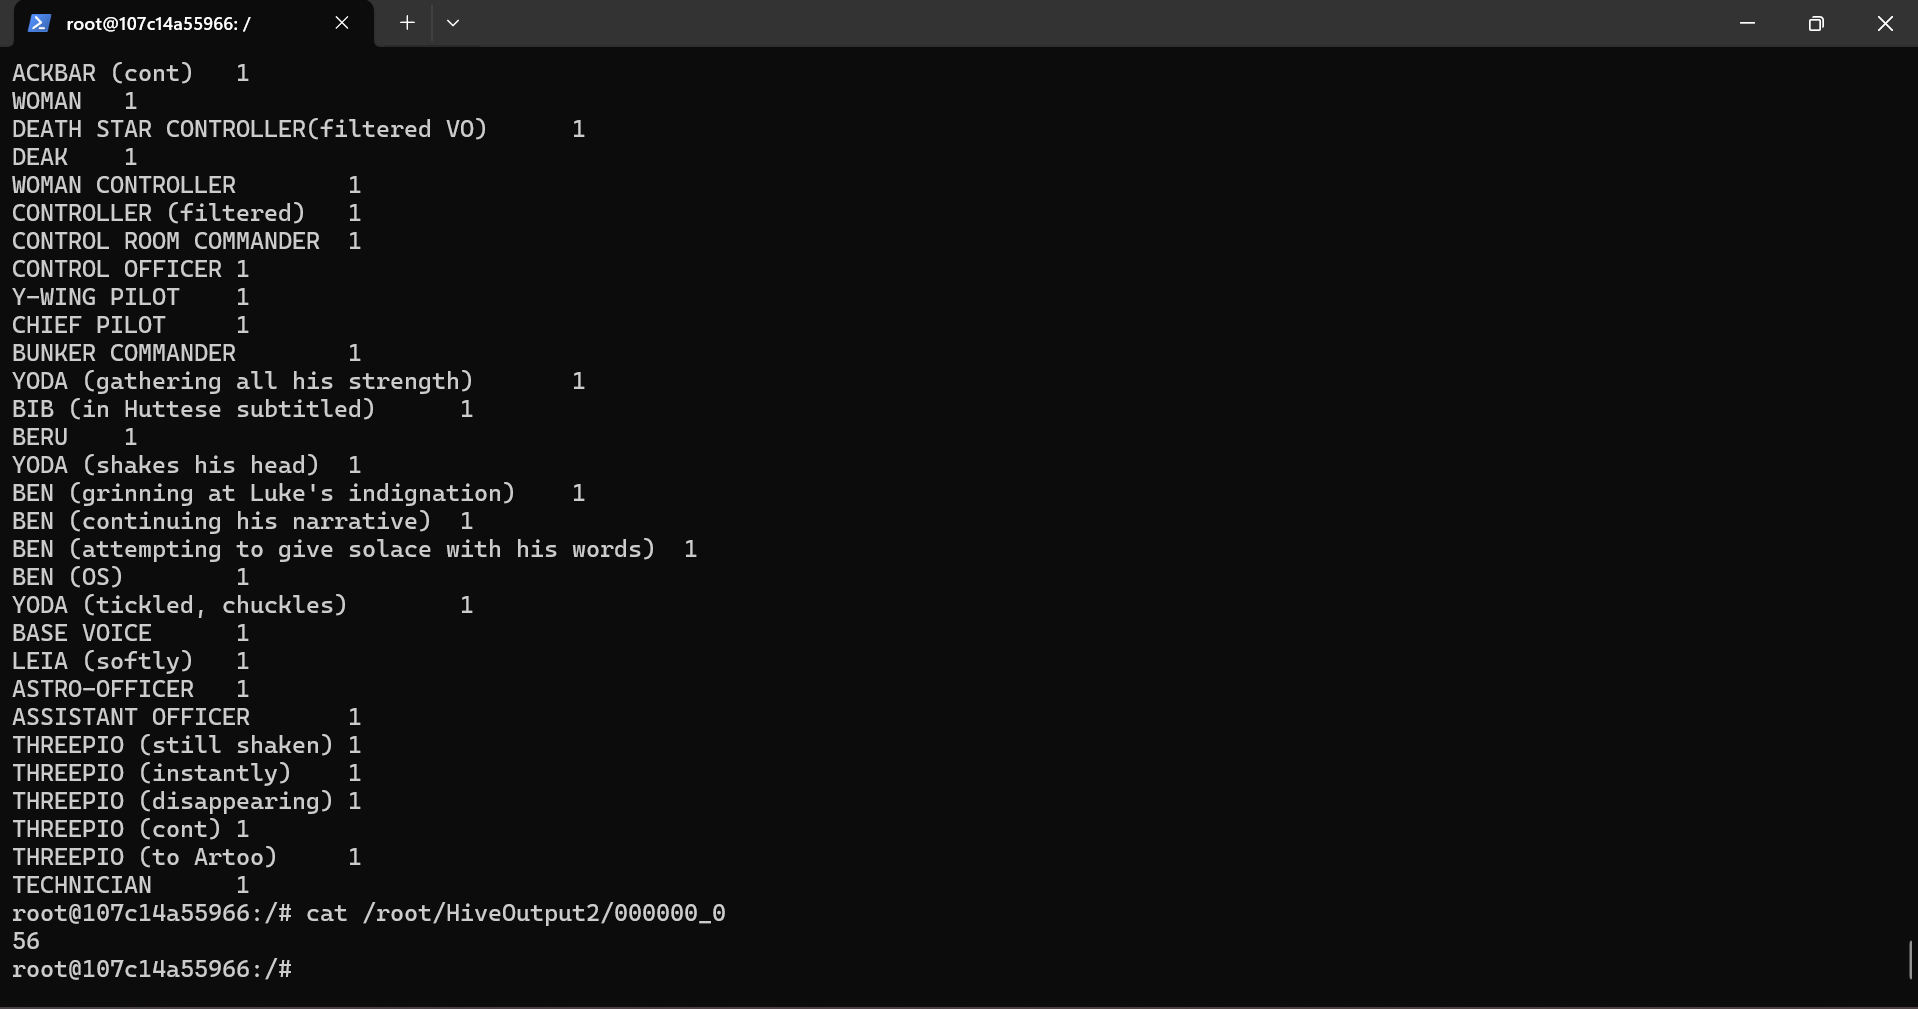 root@107c14a55966: /
ACKBAR (cont)   1
WOMAN   1
DEATH STAR CONTROLLER(filtered VO)      1
DEAK    1
WOMAN CONTROLLER        1
CONTROLLER (filtered)   1
CONTROL ROOM COMMANDER  1
CONTROL OFFICER 1
Y-WING PILOT    1
CHIEF PILOT     1
BUNKER COMMANDER        1
YODA (gathering all his strength)       1
BIB (in Huttese subtitled)      1
BERU    1
YODA (shakes his head)  1
BEN (grinning at Luke's indignation)    1
BEN (continuing his narrative)  1
BEN (attempting to give solace with his words)  1
BEN (OS)        1
YODA (tickled, chuckles)        1
BASE VOICE      1
LEIA (softly)   1
ASTRO-OFFICER   1
ASSISTANT OFFICER       1
THREEPIO (still shaken) 1
THREEPIO (instantly)    1
THREEPIO (disappearing) 1
THREEPIO (cont) 1
THREEPIO (to Artoo)     1
TECHNICIAN      1
root@107c14a55966:/# cat /root/HiveOutput2/000000_0
56
root@107c14a55966:/#